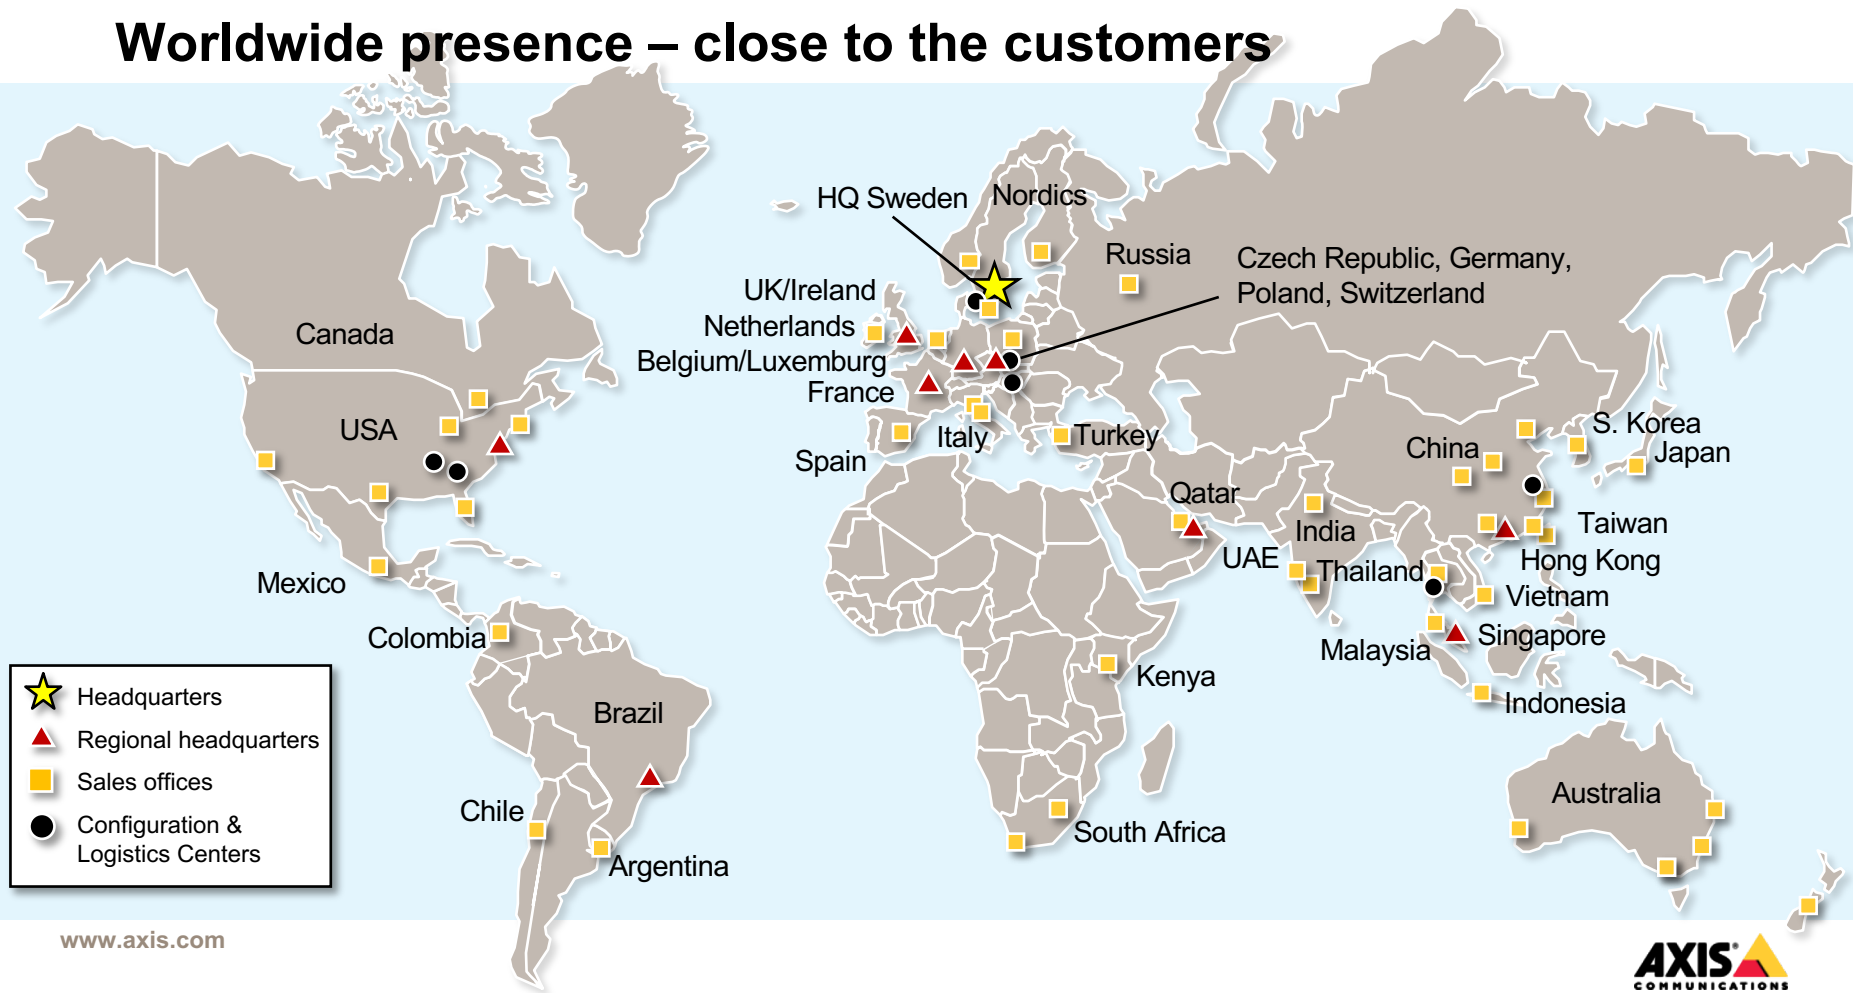 Worldwide presence – close to the customers
HQ Sweden
Nordics
Russia
Czech Republic, Germany,
Poland, Switzerland
UK/Ireland
Netherlands
Belgium/Luxemburg
France
Canada
USA
Italy
Turkey
Spain
S. Korea
China
Japan
Qatar
India
Taiwan
UAE
Thailand
Hong Kong
Vietnam
Mexico
Colombia
Malaysia
Singapore
Kenya
Indonesia
Brazil
Australia
Chile
South Africa
Argentina
Headquarters
Regional headquarters
Sales offices
Configuration &
Logistics Centers
www.axis.com
AXIS
COMMUNICATIONS